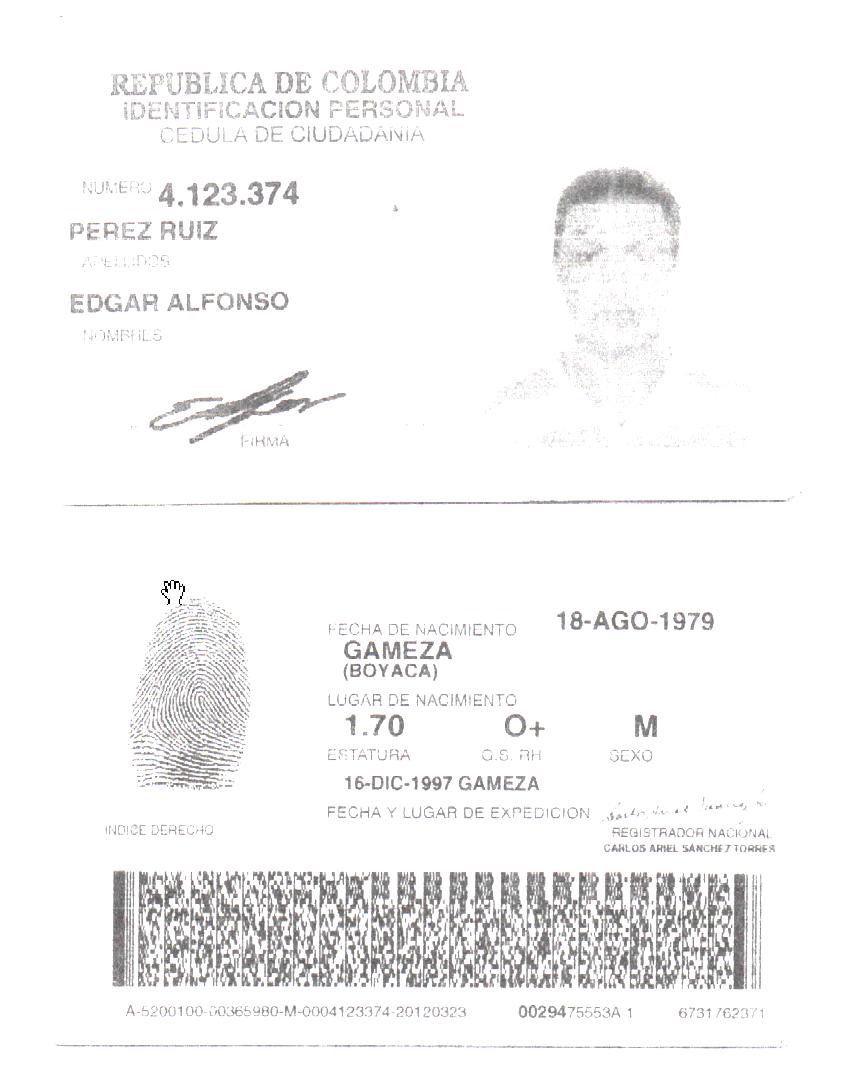 REPUBLICA DE COLOMBIA
IDENTIFICACION PERSONAL
CEDULA DE CIUDADANIA
NUMERO 4.123.374
PEREZ RUIZ
APELLIDOS
EDGAR ALFONSO
NOMBRES
FIRMA
FECHA DE NACIMIENTO 18-AGO-1979
GAMEZA
(BOYACA)
LUGAR DE NACIMIENTO
1.70 O+ M
ESTATURA G.S. RH SEXO
16-DIC-1997 GAMEZA
FECHA Y LUGAR DE EXPEDICION
INDICE DERECHO
REGISTRADOR NACIONAL
CARLOS ARIEL SANCHEZ TORRES
A-5200100-00365980-M-0004123374-20120323 0029475553A 1 6731762371